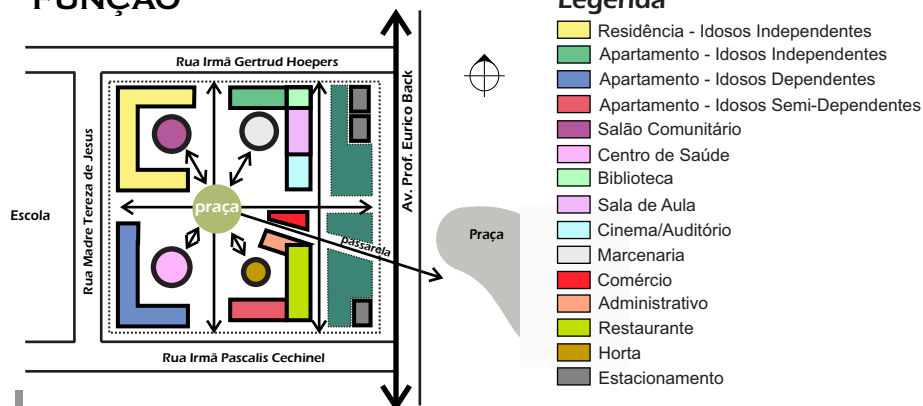 FUNÇÃO
Rua Irmã Gertrud Hoepers
Av. Prof. Eurico Back
Rua Madre Tereza de Jesus
Escola
praça
passarela
Praça
Rua Irmã Pascalis Cechinel
Legenda
Residência - Idosos Independentes
Apartamento - Idosos Independentes
Apartamento - Idosos Dependentes
Apartamento - Idosos Semi-Dependentes
Salão Comunitário
Centro de Saúde
Biblioteca
Sala de Aula
Cinema/Auditório
Marcenaria
Comércio
Administrativo
Restaurante
Horta
Estacionamento